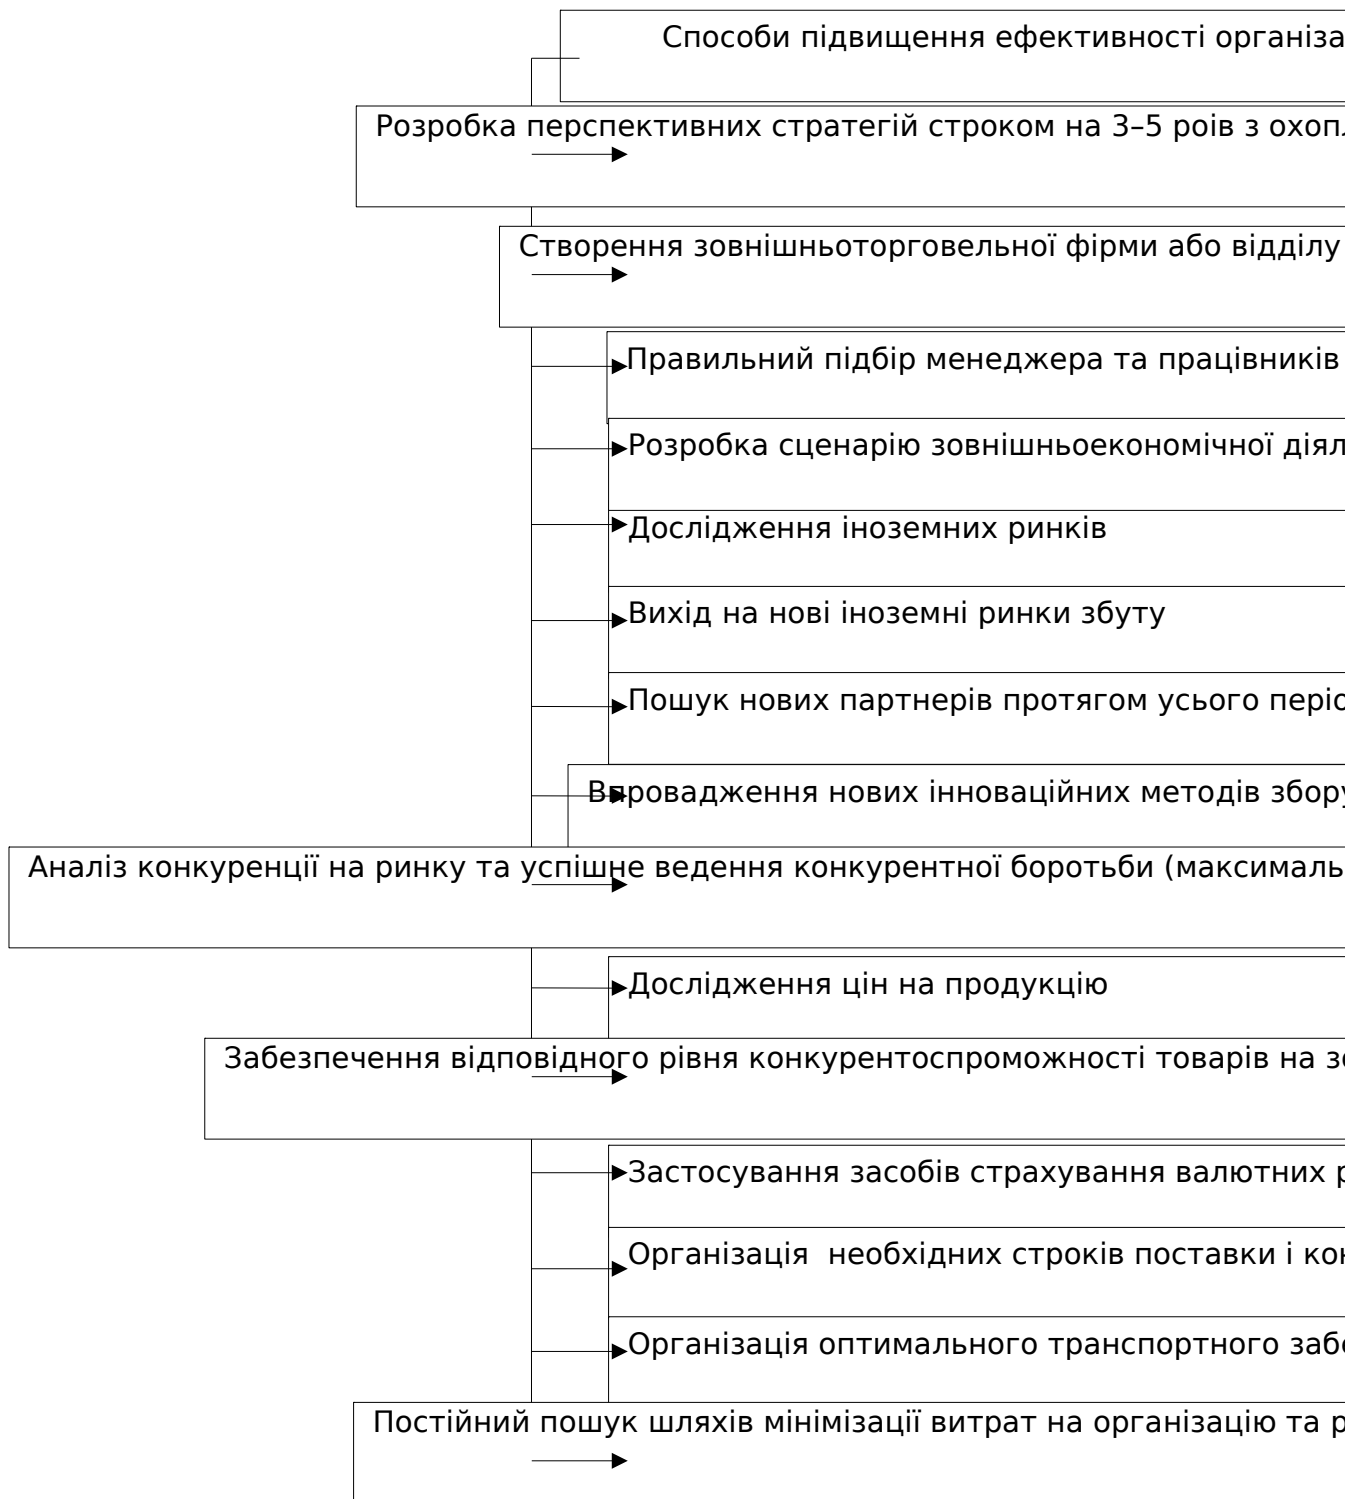 Способи підвищення ефективності організа
Розробка перспективних стратегій строком на 3–5 роів з охоп
Створення зовнішньоторговельної фірми або відділу
Правильний підбір менеджера та працівників
Розробка сценарію зовнішньоекономічної діял
Дослідження іноземних ринків
Вихід на нові іноземні ринки збуту
Пошук нових партнерів протягом усього періо
Впровадження нових інноваційних методів збору
Аналіз конкуренції на ринку та успішне ведення конкурентної боротьби (максималь
Дослідження цін на продукцію
Забезпечення відповідного рівня конкурентоспроможності товарів на зо
Застосування засобів страхування валютних р
Організація  необхідних строків поставки і кон
Організація оптимального транспортного забе
Постійний пошук шляхів мінімізації витрат на організацію та р